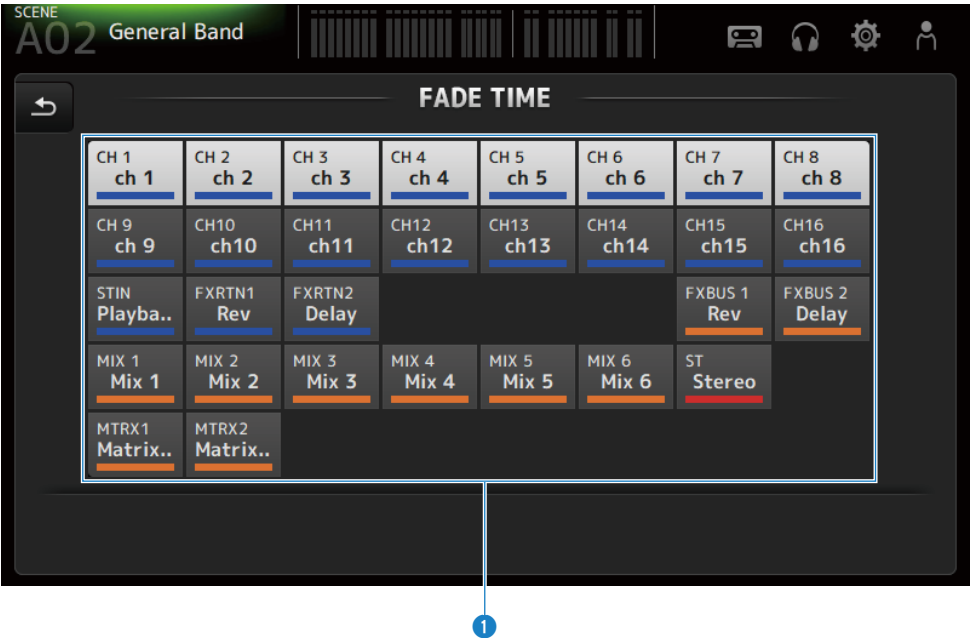 SCENE
A02 General Band
FADE TIME
CH 1 CH 2 CH 3 CH 4 CH 5 CH 6 CH 7 CH 8
ch 1 ch 2 ch 3 ch 4 ch 5 ch 6 ch 7 ch 8
CH 9 CH10 CH11 CH12 CH13 CH14 CH15 CH16
ch 9 ch10 ch11 ch12 ch13 ch14 ch15 ch16
STIN FXRTN1 FXRTN2 FXBUS 1 FXBUS 2
Playba.. Rev Delay Rev Delay
MIX 1 MIX 2 MIX 3 MIX 4 MIX 5 MIX 6 ST
Mix 1 Mix 2 Mix 3 Mix 4 Mix 5 Mix 6 Stereo
MTRX1 MTRX2
Matrix.. Matrix..
1